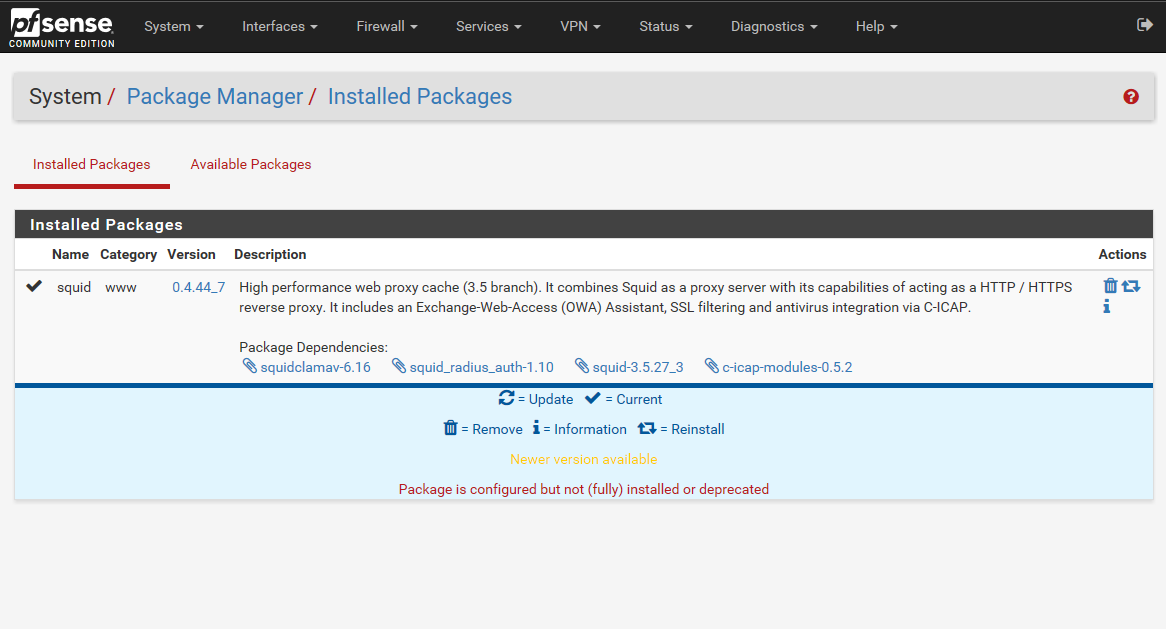 pfsense
COMMUNITY EDITION
System Interfaces Firewall Services VPN Status Diagnostics Help
System / Package Manager / Installed Packages
Installed Packages Available Packages
Installed Packages
Name Category Version Description Actions
squid www 0.4.44_7 High performance web proxy cache (3.5 branch). It combines Squid as a proxy server with its capabilities of acting as a HTTP / HTTPS
reverse proxy. It includes an Exchange-Web-Access (OWA) Assistant, SSL filtering and antivirus integration via C-ICAP.
Package Dependencies:
squidclamav-6.16 squid_radius_auth-1.10 squid-3.5.27_3 c-icap-modules-0.5.2
= Update = Current
= Remove = Information = Reinstall
Newer version available
Package is configured but not (fully) installed or deprecated